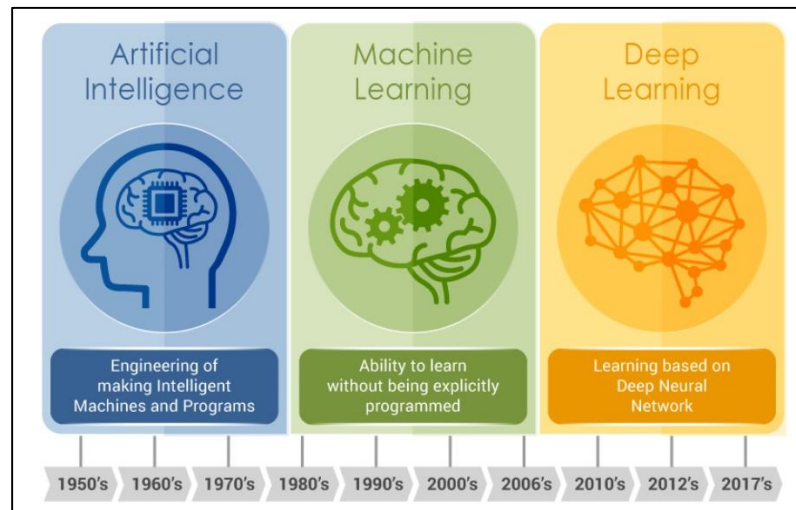 Artificial
Intelligence
Machine
Learning
Deep
Learning
Engineering of
making Intelligent
Machines and Programs
Ability to learn
without being explicitly
programmed
Learning based on
Deep Neural
Network
1950's 1960's 1970's 1980's 1990's 2000's 2006's 2010's 2012's 2017's